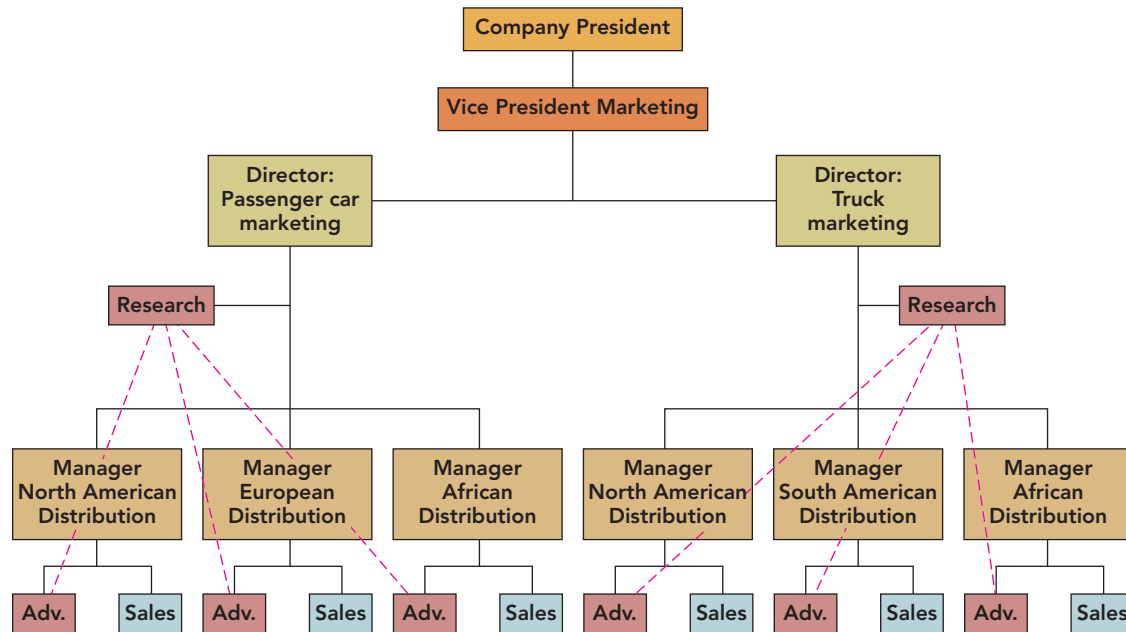 Company President
Vice President Marketing
Director:
Passenger car
marketing
Director:
Truck
marketing
Research
Research
Manager
North American
Distribution
Manager
European
Distribution
Manager
African
Distribution
Manager
North American
Distribution
Manager
South American
Distribution
Manager
African
Distribution
Adv.
Sales
Adv.
Sales
Adv.
Sales
Adv.
Sales
Adv.
Sales
Adv.
Sales